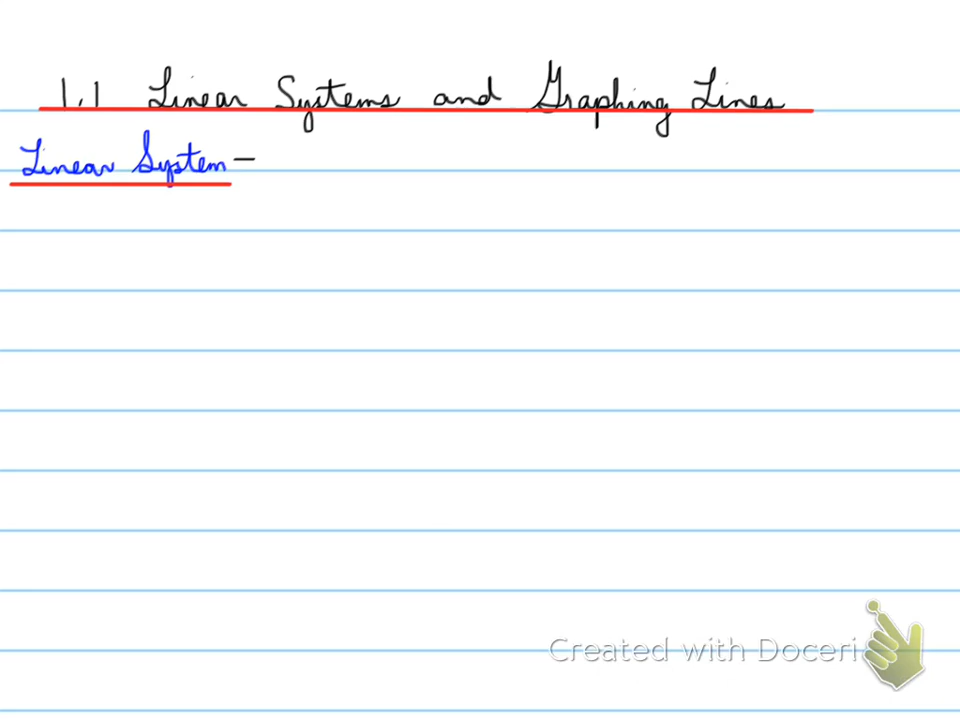 1.1 Linear Systems and Graphing Lines
Linear System-
Created with Doceri